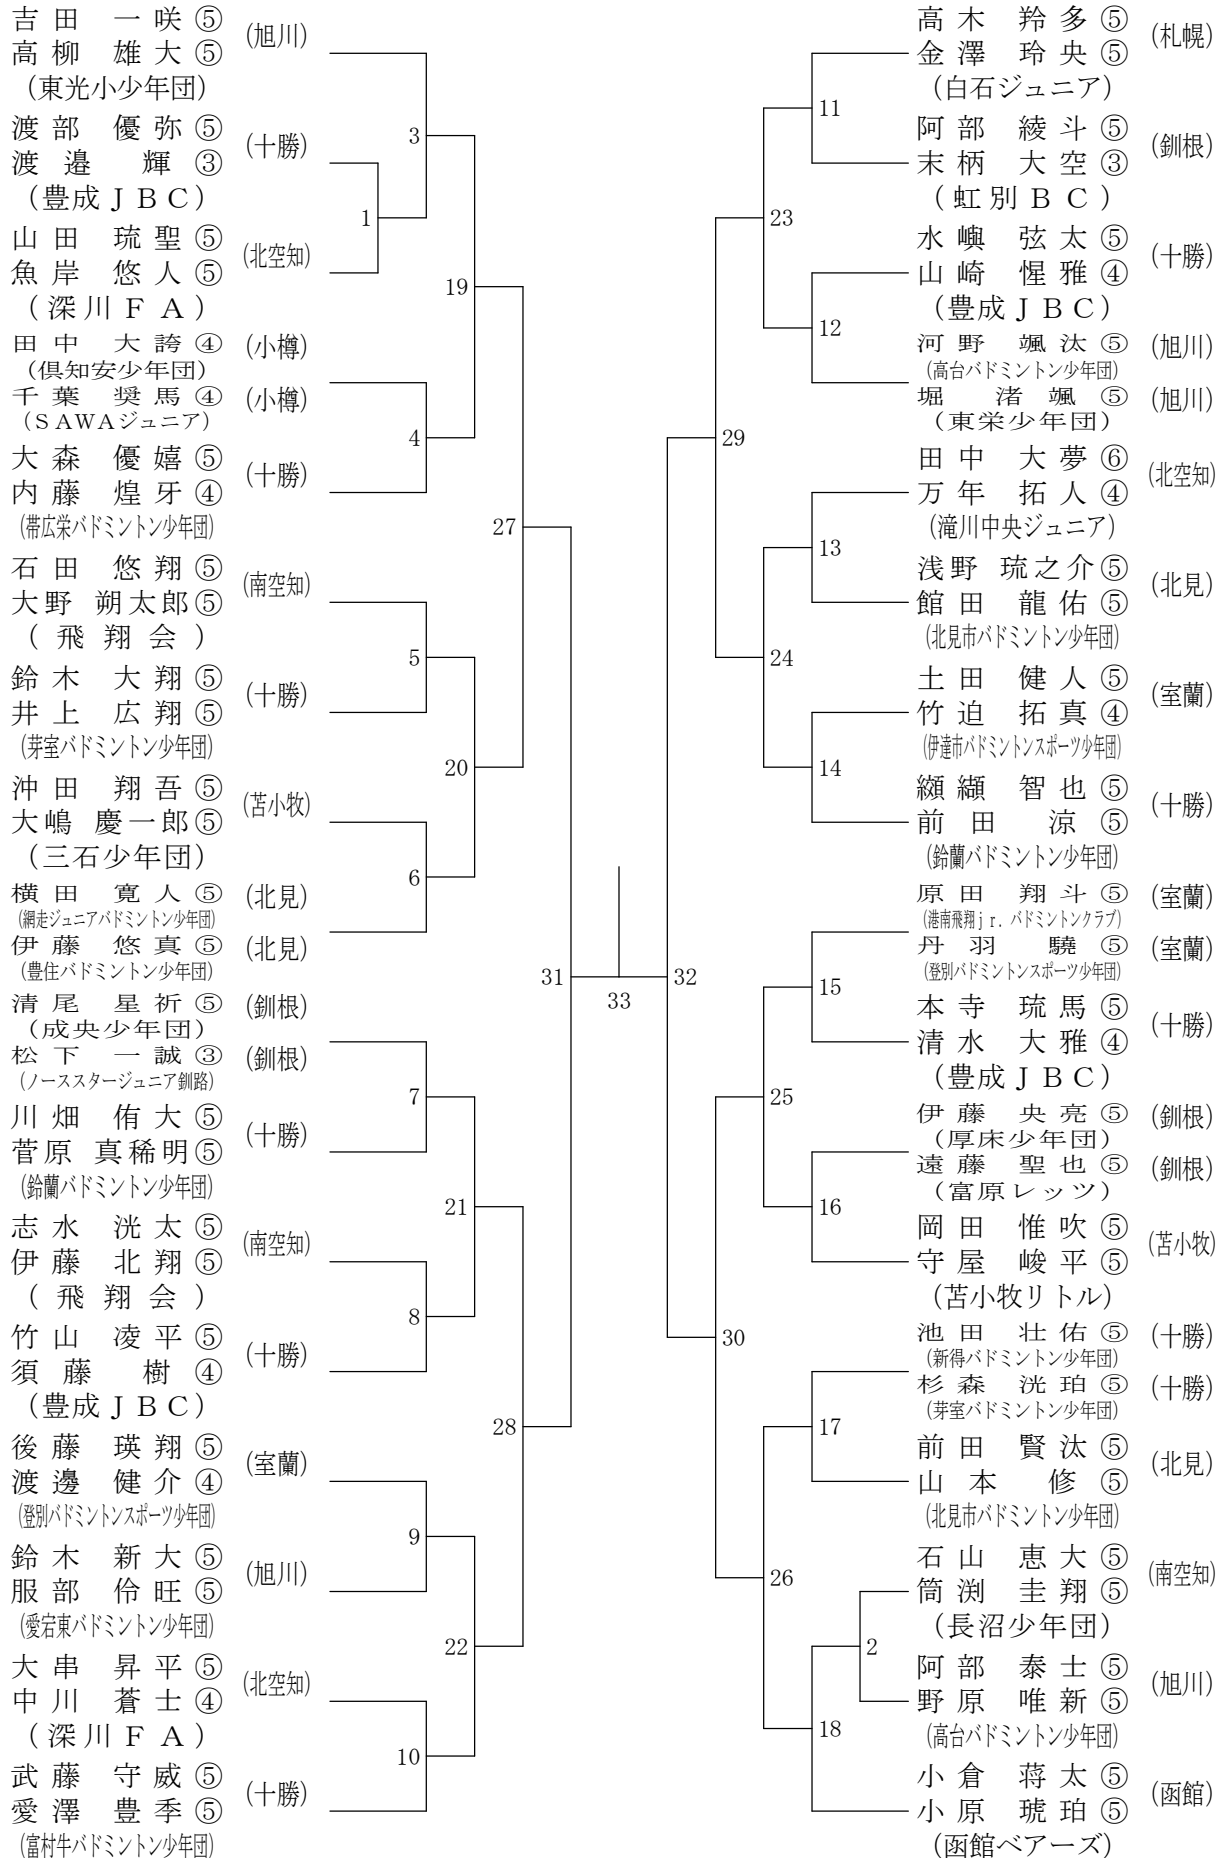 吉田 一咲⑤
(旭川)
高柳 雄大⑤
(東光小少年団)
渡部 優弥⑤
(十勝)
渡邉 輝③
(豊成JBC)
山田 琉聖⑤
(北空知)
魚岸 悠人⑤
(深川FA)
田中 大誇④ (小樽)
(倶知安少年団)
千葉 奨馬④ (小樽)
(SAWAジュニア)
大森 優嬉⑤
(十勝)
内藤 煌牙④
(帯広栄バドミントン少年団)
石田 悠翔⑤
(南空知)
大野 朔太郎⑤
(飛翔会)
鈴木 大翔⑤
(十勝)
井上 広翔⑤
(芽室バドミントン少年団)
沖田 翔吾⑤
(苫小牧)
大嶋 慶一郎⑤
(三石少年団)
横田 寛人⑤ (北見)
(網走ジュニアバドミントン少年団)
伊藤 悠真⑤ (北見)
(豊住バドミントン少年団)
清尾 星祈⑤ (釧根)
(成央少年団)
松下 一誠③ (釧根)
(ノーススタージュニア釧路)
川畑 侑大⑤
(十勝)
菅原 真稀明⑤
(鈴蘭バドミントン少年団)
志水 洸太⑤
(南空知)
伊藤 北翔⑤
(飛翔会)
竹山 凌平⑤
(十勝)
須藤 樹④
(豊成JBC)
後藤 瑛翔⑤
(室蘭)
渡邊 健介④
(登別バドミントンスポーツ少年団)
鈴木 新大⑤
(旭川)
服部 伶旺⑤
(愛宕東バドミントン少年団)
大串 昇平⑤
(北空知)
中川 蒼士④
(深川FA)
武藤 守威⑤
(十勝)
愛澤 豊季⑤
(富村牛バドミントン少年団)
1
3
4
5
6
7
8
9
10
19
20
21
22
27
28
31
33
32
29
30
23
24
25
26
11
12
13
14
15
16
17
18
2
高木 羚多⑤
(札幌)
金澤 玲央⑤
(白石ジュニア)
阿部 綾斗⑤
(釧根)
末柄 大空③
(虹別BC)
水嶼 弦太⑤
(十勝)
山崎 惺雅④
(豊成JBC)
河野 颯汰⑤ (旭川)
(高台バドミントン少年団)
堀 渚颯⑤ (旭川)
(東栄少年団)
田中 大夢⑥
(北空知)
万年 拓人④
(滝川中央ジュニア)
浅野 琉之介⑤
(北見)
館田 龍佑⑤
(北見市バドミントン少年団)
土田 健人⑤
(室蘭)
竹迫 拓真④
(伊達市バドミントンスポーツ少年団)
纐纈 智也⑤
(十勝)
前田 涼⑤
(鈴蘭バドミントン少年団)
原田 翔斗⑤ (室蘭)
(港南飛翔jr.バドミントンクラブ)
丹羽 驍⑤ (室蘭)
(登別バドミントンスポーツ少年団)
本寺 琉馬⑤
(十勝)
清水 大雅④
(豊成JBC)
伊藤 央亮⑤ (釧根)
(厚床少年団)
遠藤 聖也⑤ (釧根)
(富原レッツ)
岡田 惟吹⑤
(苫小牧)
守屋 峻平⑤
(苫小牧リトル)
池田 壮佑⑤ (十勝)
(新得バドミントン少年団)
杉森 洸珀⑤ (十勝)
(芽室バドミントン少年団)
前田 賢汰⑤
(北見)
山本 修⑤
(北見市バドミントン少年団)
石山 恵大⑤
(南空知)
筒渕 圭翔⑤
(長沼少年団)
阿部 泰士⑤
(旭川)
野原 唯新⑤
(高台バドミントン少年団)
小倉 蒋太⑤
(函館)
小原 琥珀⑤
(函館ベアーズ)